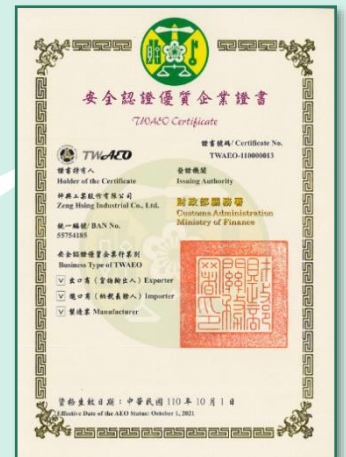 安全認證優質企業證書
TWAEO Certificate
證書號碼/ Certificate No.
TWAEO-110000013
TWAEO
證書持有人
Holder of the Certificate
發證機關
Issuing Authority
伸興工業股份有限公司
Zeng Hsing Industrial Co., Ltd.
財政部關務署
Customs Administration
Ministry of Finance
統一編號/ BAN No.
55754185
安全認證優質企業行業別
Business Type of TWAEO
出口商(貨物輸出人) Exporter
進口商(納稅義務人) Importer
製造業 Manufacturer
資格生效日期:中華民國 110 年 10 月 1 日
Effective Date of the AEO Status: October 1, 2021